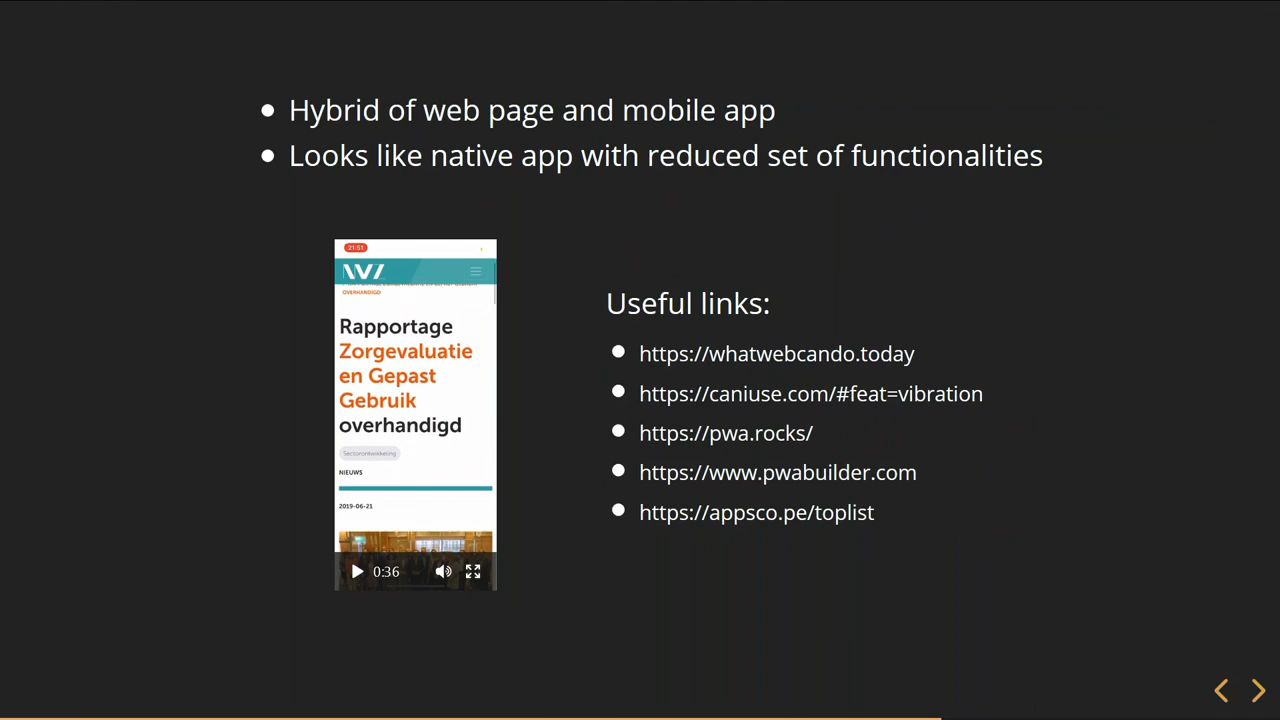 Hybrid of web page and mobile app
Looks like native app with reduced set of functionalities
21:51
OVERHANDIGD
Rapportage
Zorgevaluatie
en Gepast
Gebruik
overhandigd
Sectorontwikkeling
NIEUWS
2019-06-21
0:36
Useful links:
https://whatwebcando.today
https://caniuse.com/#feat=vibration
https://pwa.rocks/
https://www.pwabuilder.com
https://appsco.pe/toplist